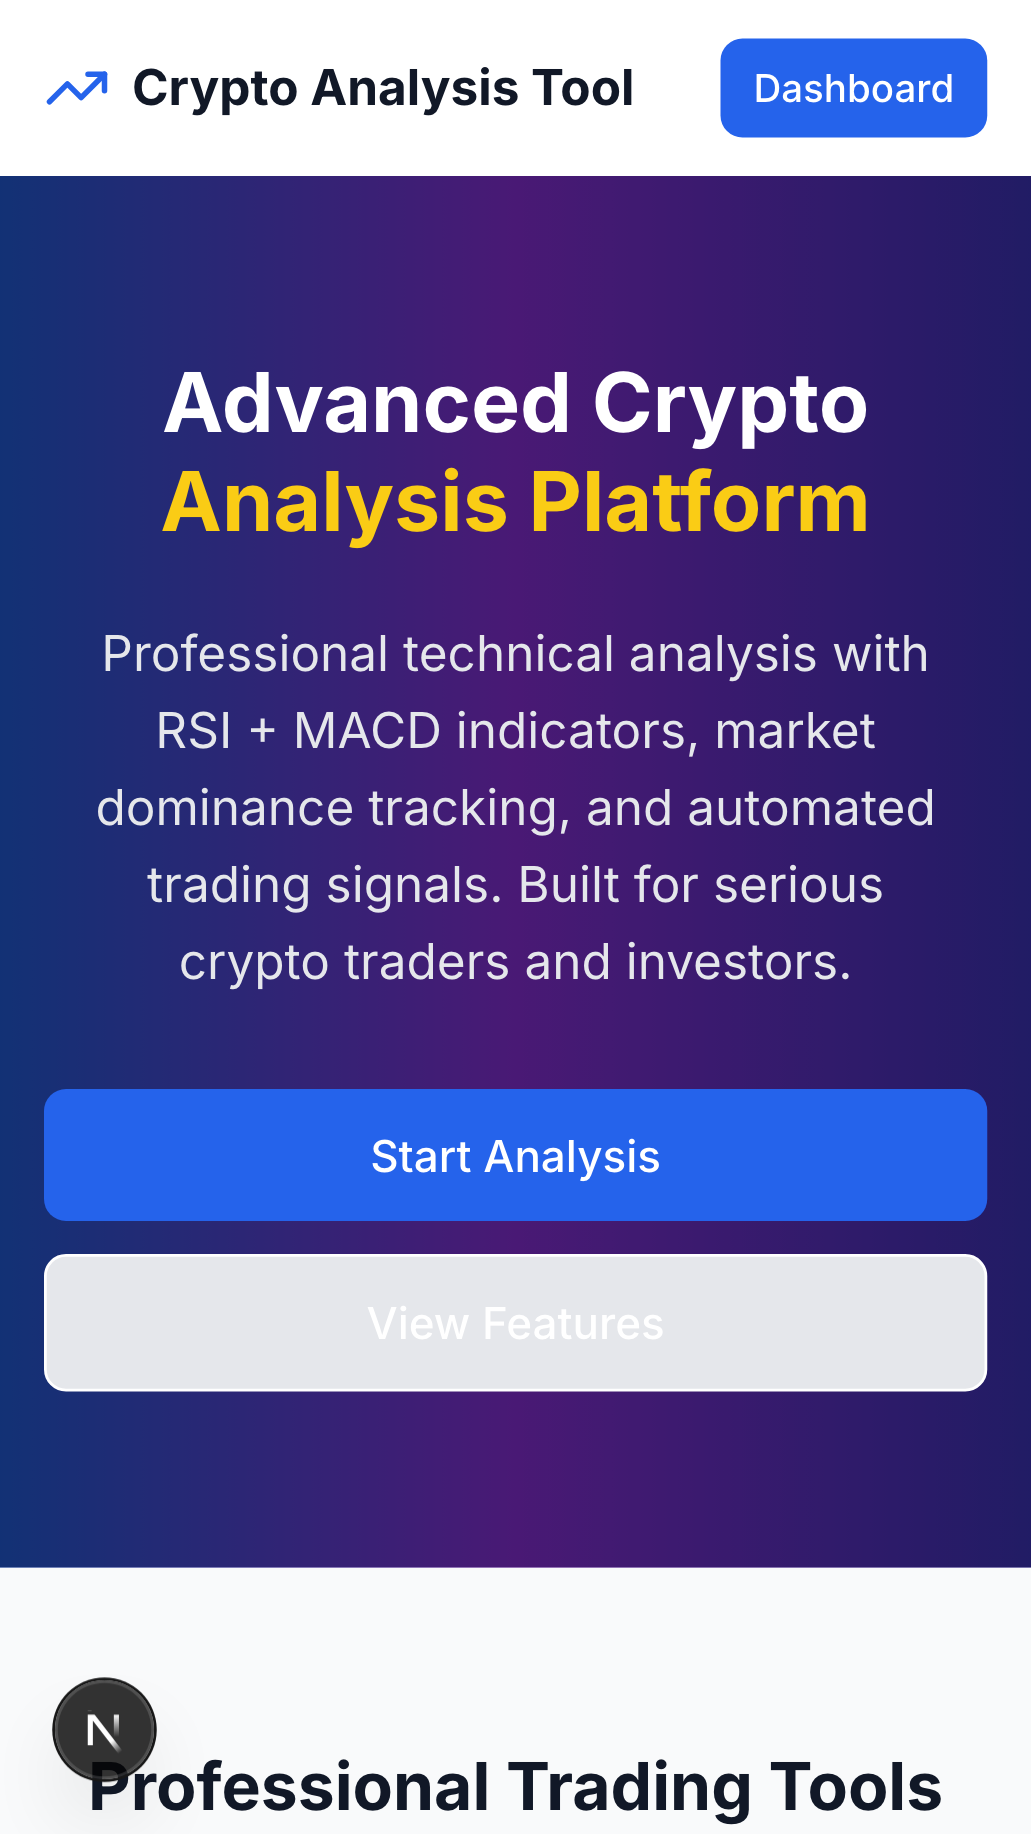 Crypto Analysis Tool
Dashboard
Advanced Crypto
Analysis Platform
Professional technical analysis with
RSI + MACD indicators, market
dominance tracking, and automated
trading signals. Built for serious
crypto traders and investors.
Start Analysis
View Features
N
Professional Trading Tools